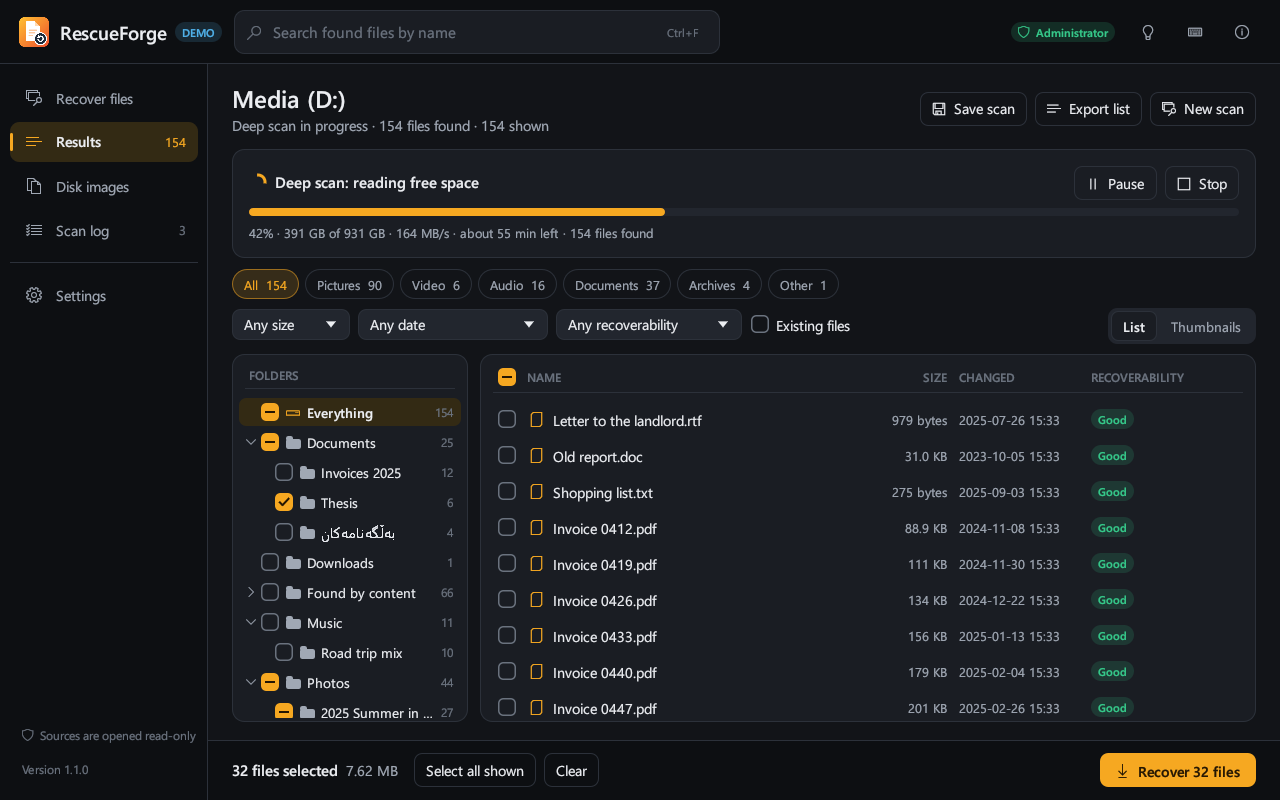 RescueForge DEMO
Search found files by name Ctrl+F
Administrator
Recover files
Results 154
Disk images
Scan log 3
Settings
Sources are opened read-only
Version 1.1.0
Media (D:)
Deep scan in progress · 154 files found · 154 shown
Save scan
Export list
New scan
Deep scan: reading free space
Pause
Stop
42% · 391 GB of 931 GB · 164 MB/s · about 55 min left · 154 files found
All 154 Pictures 90 Video 6 Audio 16 Documents 37 Archives 4 Other 1
Any size Any date Any recoverability Existing files List Thumbnails
FOLDERS
Everything 154
Documents 25
Invoices 2025 12
Thesis 6
بەڵگەنامەکان 4
Downloads 1
Found by content 66
Music 11
Road trip mix 10
Photos 44
2025 Summer in ... 27
NAME SIZE CHANGED RECOVERABILITY
Letter to the landlord.rtf 979 bytes 2025-07-26 15:33 Good
Old report.doc 31.0 KB 2023-10-05 15:33 Good
Shopping list.txt 275 bytes 2025-09-03 15:33 Good
Invoice 0412.pdf 88.9 KB 2024-11-08 15:33 Good
Invoice 0419.pdf 111 KB 2024-11-30 15:33 Good
Invoice 0426.pdf 134 KB 2024-12-22 15:33 Good
Invoice 0433.pdf 156 KB 2025-01-13 15:33 Good
Invoice 0440.pdf 179 KB 2025-02-04 15:33 Good
Invoice 0447.pdf 201 KB 2025-02-26 15:33 Good
32 files selected 7.62 MB Select all shown Clear Recover 32 files